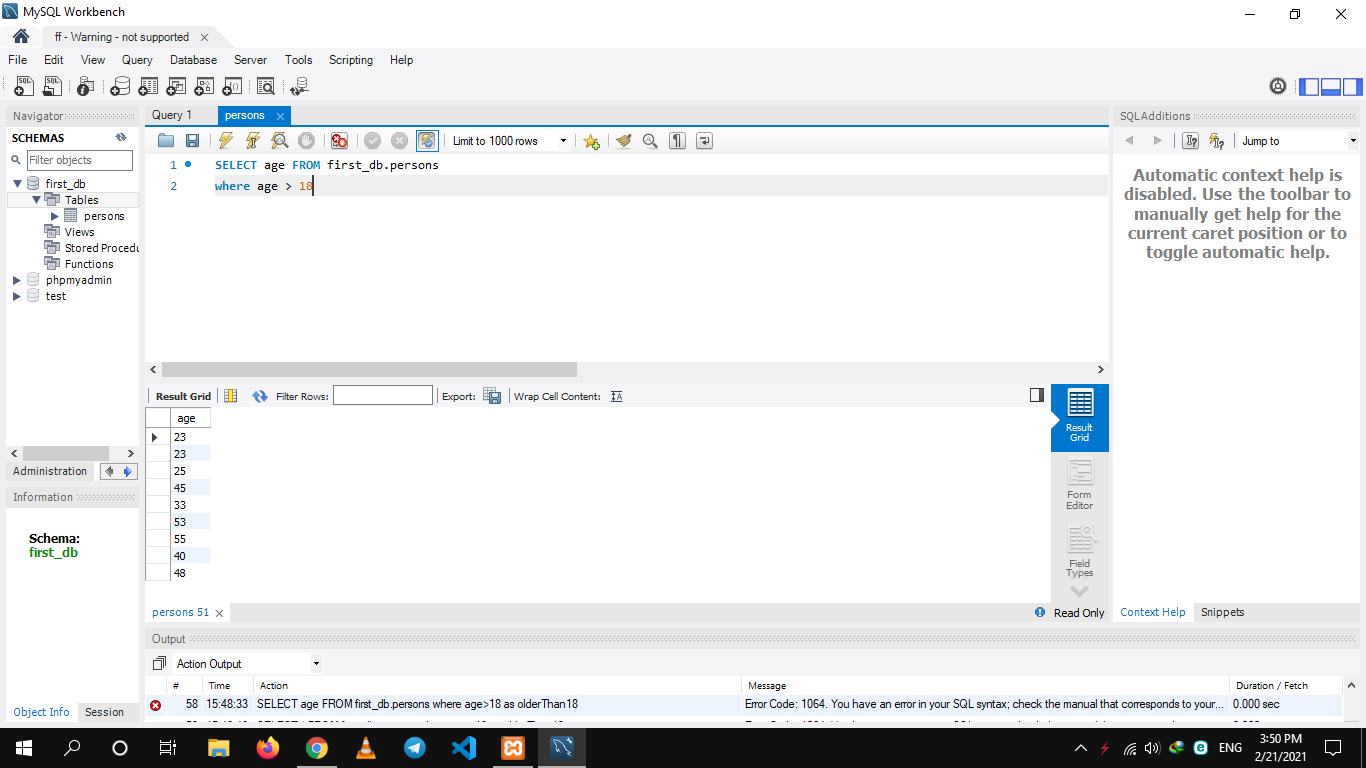 MySQL Workbench
ff - Warning - not supported
File Edit View Query Database Server Tools Scripting Help
Navigator
SCHEMAS
Filter objects
first_db
Tables
persons
Views
Stored Procedu
Functions
phpmyadmin
test
Administration
Information
Schema:
first_db
Object Info Session
Query 1 persons
Limit to 1000 rows
1 SELECT age FROM first_db.persons
2 where age > 18
Result Grid Filter Rows: Export: Wrap Cell Content:
age
23
23
25
45
33
53
55
40
48
Result
Grid
Form
Editor
Field
Types
persons 51
Read Only
SQLAdditions
Jump to
Automatic context help is
disabled. Use the toolbar to
manually get help for the
current caret position or to
toggle automatic help.
Context Help Snippets
Output
Action Output
# Time Action Message Duration / Fetch
58 15:48:33 SELECT age FROM first_db.persons where age>18 as olderThan18 Error Code: 1064. You have an error in your SQL syntax; check the manual that corresponds to your... 0.000 sec
ENG
3:50 PM
2/21/2021